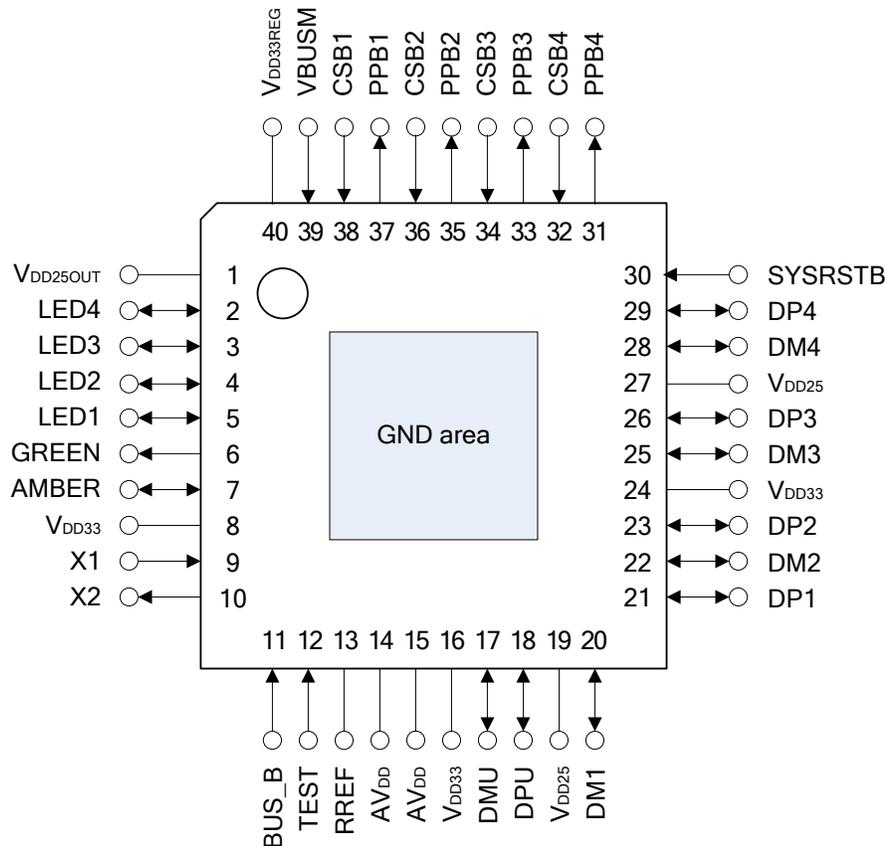 VDD33REG
VBUSM
CSB1
PPB1
CSB2
PPB2
CSB3
PPB3
CSB4
PPB4
40 39 38 37 36 35 34 33 32 31
VDD25OUT 1
LED4 2
LED3 3
LED2 4
LED1 5
GREEN 6
AMBER 7
VDD33 8
X1 9
X2 10
GND area
30 SYSRSTB
29 DP4
28 DM4
27 VDD25
26 DP3
25 DM3
24 VDD33
23 DP2
22 DM2
21 DP1
11 12 13 14 15 16 17 18 19 20
BUS_B
TEST
RREF
AVDD
AVDD
VDD33
DMU
DPU
VDD25
DM1